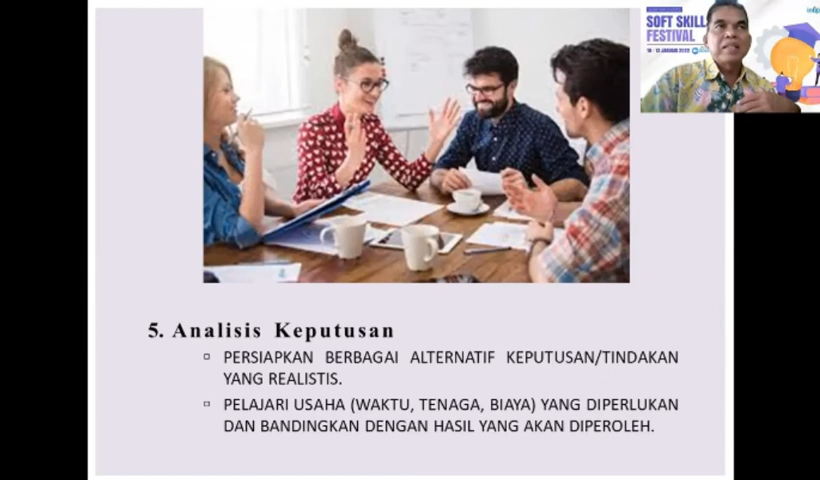 SOFT SKILLS
FESTIVAL
5. Analisis Keputusan
PERSIAPKAN BERBAGAI ALTERNATIF KEPUTUSAN/TINDAKAN
YANG REALISTIS.
PELAJARI USAHA (WAKTU, TENAGA, BIAYA) YANG DIPERLUKAN
DAN BANDINGKAN DENGAN HASIL YANG AKAN DIPEROLEH.